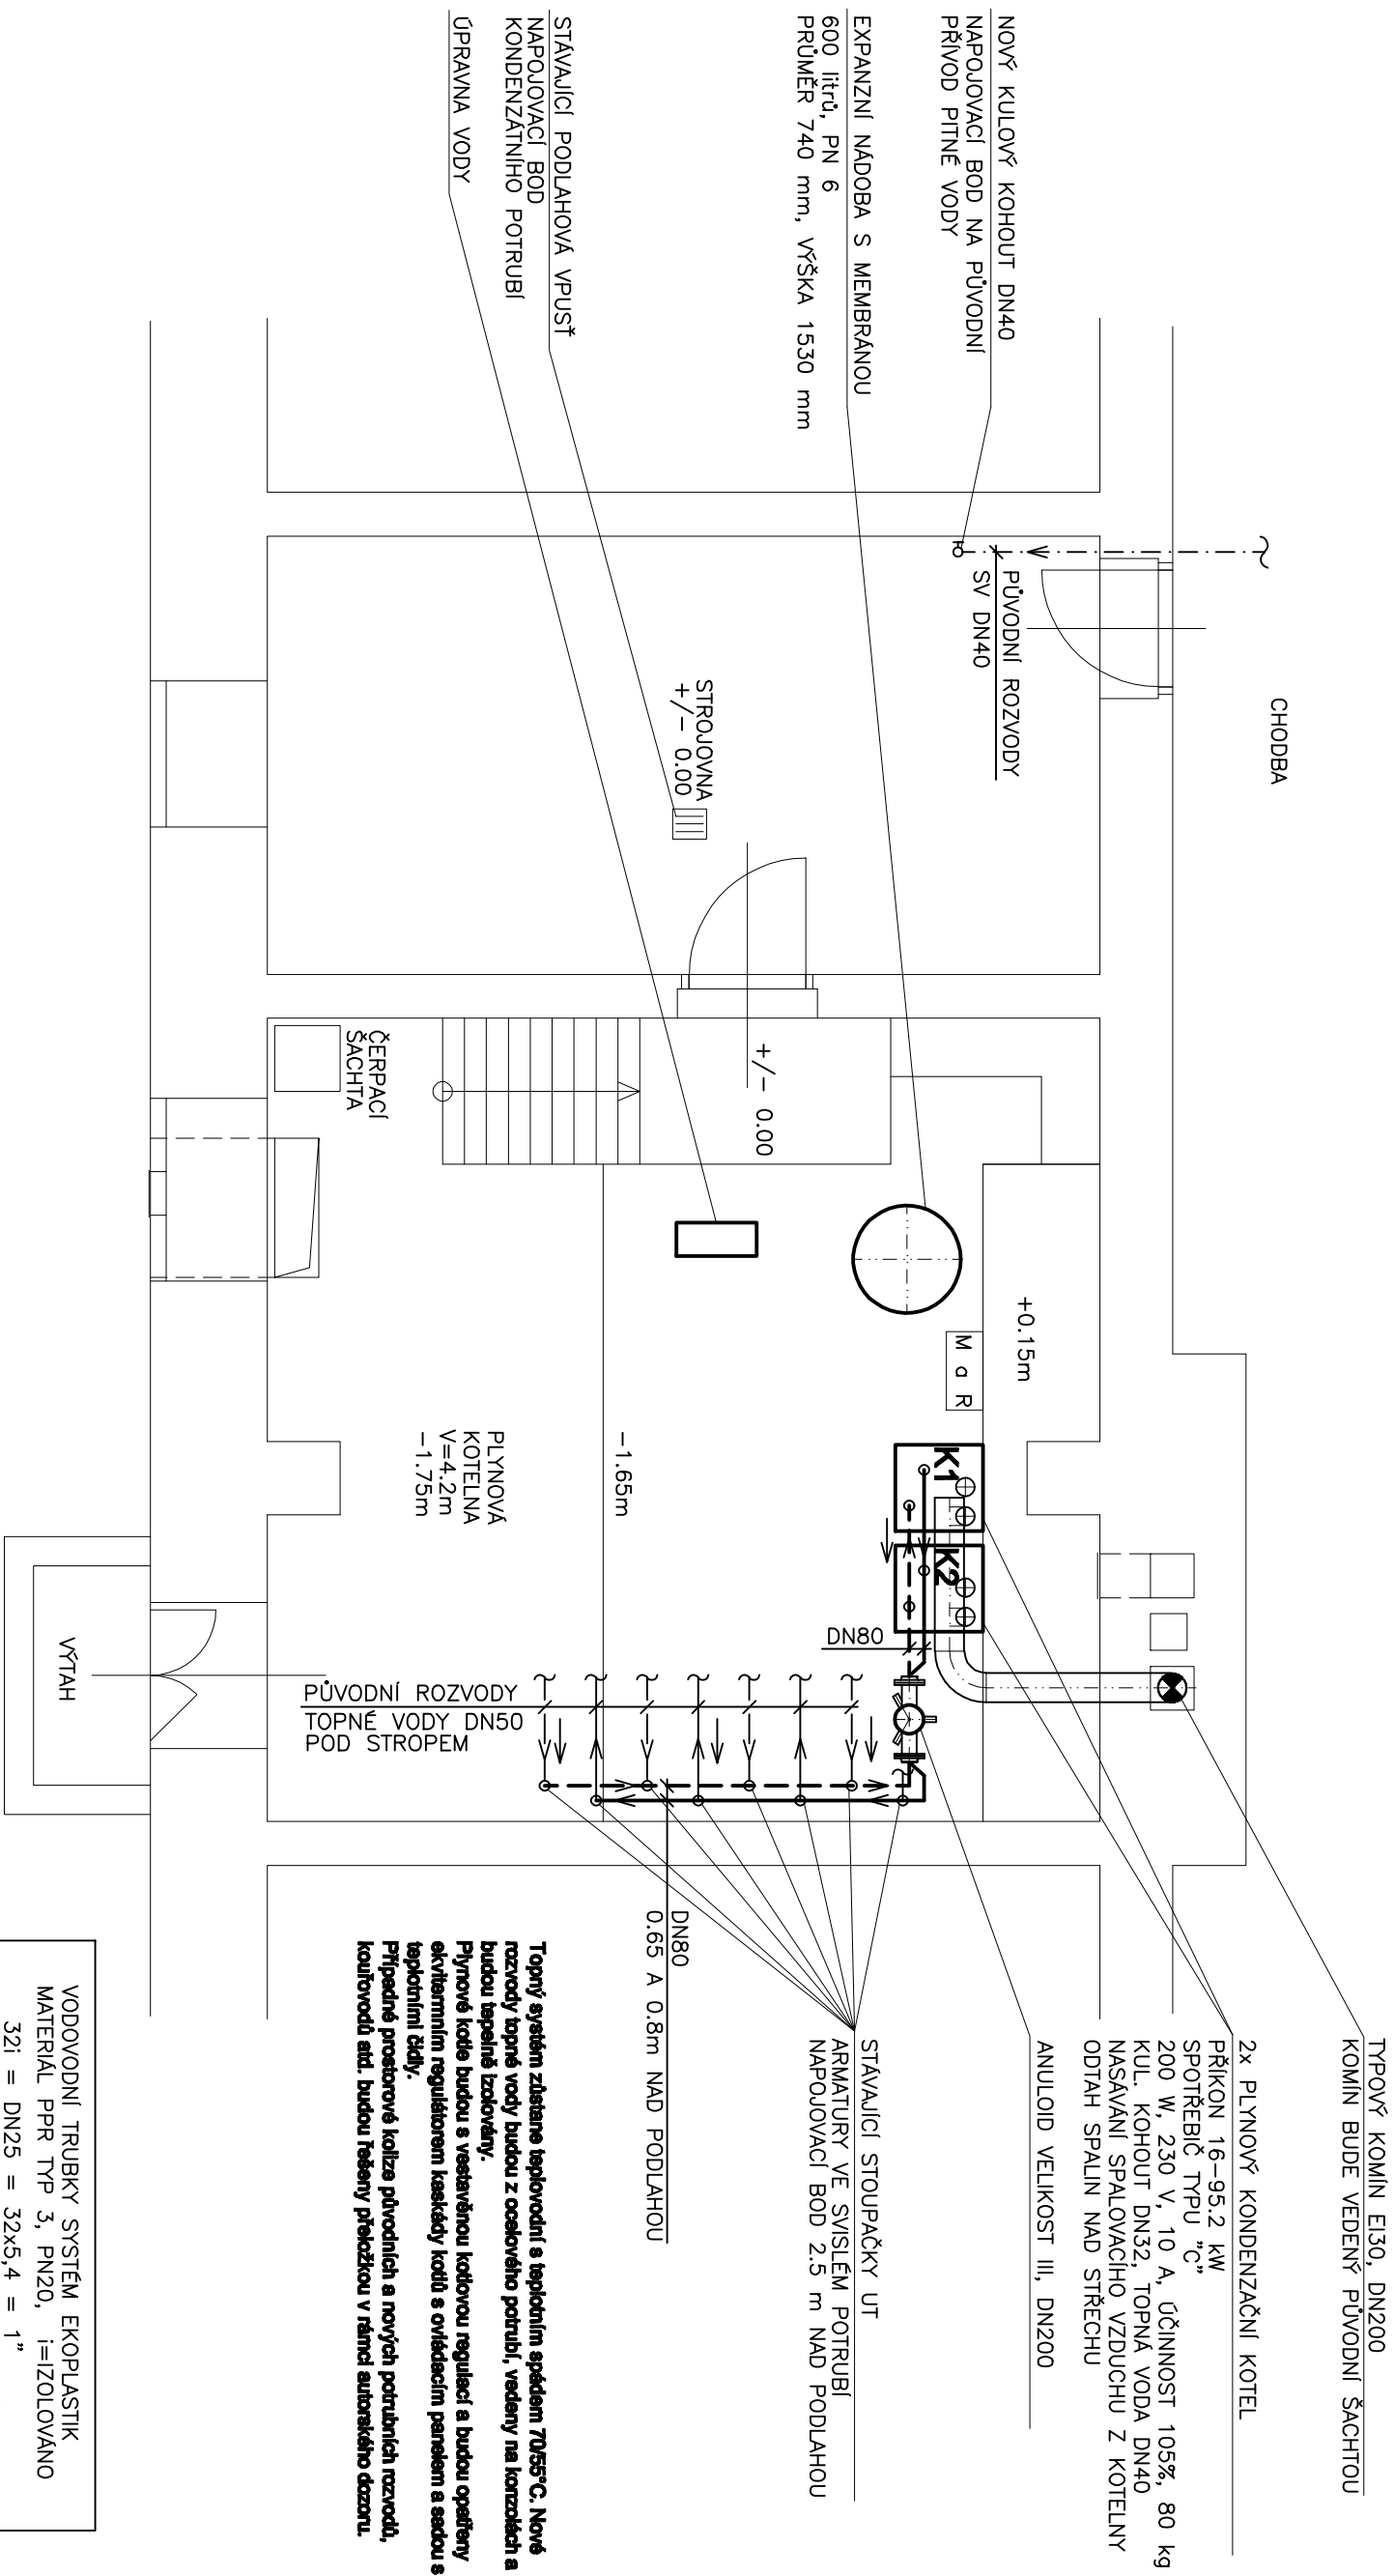 NOVÝ KULOVÝ KOHOUT DN40
NAPOJOVACÍ BOD NA PŮVODNÍ
PŘÍVOD PITNÉ VODY
EXPANZNÍ NÁDOBA S MEMBRÁNOU
600 litrů, PN 6
PRŮMĚR 740 mm, VÝŠKA 1530 mm
STÁVAJÍCÍ PODLAHOVÁ VPUSŤ
NAPOJOVACÍ BOD
KONDENZÁTNÍHO POTRUBÍ
ÚPRAVNA VODY
CHODBA
PŮVODNÍ ROZVODY
SV DN40
STROJOVNA
+/- 0.00
+/- 0.00
ČERPACÍ
ŠACHTA
+0.15m
M a R
-1.65m
PLYNOVÁ
KOTELNA
V=4.2m
-1.75m
K1
K2
DN80
PŮVODNÍ ROZVODY
TOPNÉ VODY DN50
POD STROPEM
VÝTAH
DN80
0.65 A 0.8m NAD PODLAHOU
TYPOVÝ KOMÍN EI30, DN200
KOMÍN BUDE VEDENÝ PŮVODNÍ ŠACHTOU
2x PLYNOVÝ KONDENZAČNÍ KOTEL
PŘÍKON 16-95.2 kW
SPOTŘEBIČ TYPU "C"
200 W, 230 V, 10 A, ÚČINNOST 105%, 80 kg
KUL. KOHOUT DN32, TOPNÁ VODA DN40
NASÁVÁNÍ SPALOVACÍHO VZDUCHU Z KOTELNY
ODTAH SPALIN NAD STŘECHU
ANULOID VELIKOST III, DN200
STÁVAJÍCÍ STOUPAČKY UT
ARMATURY VE SVISLÉM POTRUBÍ
NAPOJOVACÍ BOD 2.5 m NAD PODLAHOU
Topný systém zůstane teplovodní s teplotním spádem 70/55°C. Nové
rozvody topné vody budou z ocelového potrubí, vedeny na konzolách a
budou tepelně izolovány.
Plynové kotle budou s vestavěnou kotlovou regulací a budou opatřeny
ekvitermním regulátorem kaskády kotlů s ovládacím panelem a sadou s
teplotními čidly.
Případné prostorové kolize původních a nových potrubních rozvodů,
kouřovodů atd. budou řešeny přeložkou v rámci autorského dozoru.
VODOVODNÍ TRUBKY SYSTÉM EKOPLASTIK
MATERIÁL PPR TYP 3, PN20, i=IZOLOVÁNO
32i = DN25 = 32x5,4 = 1"